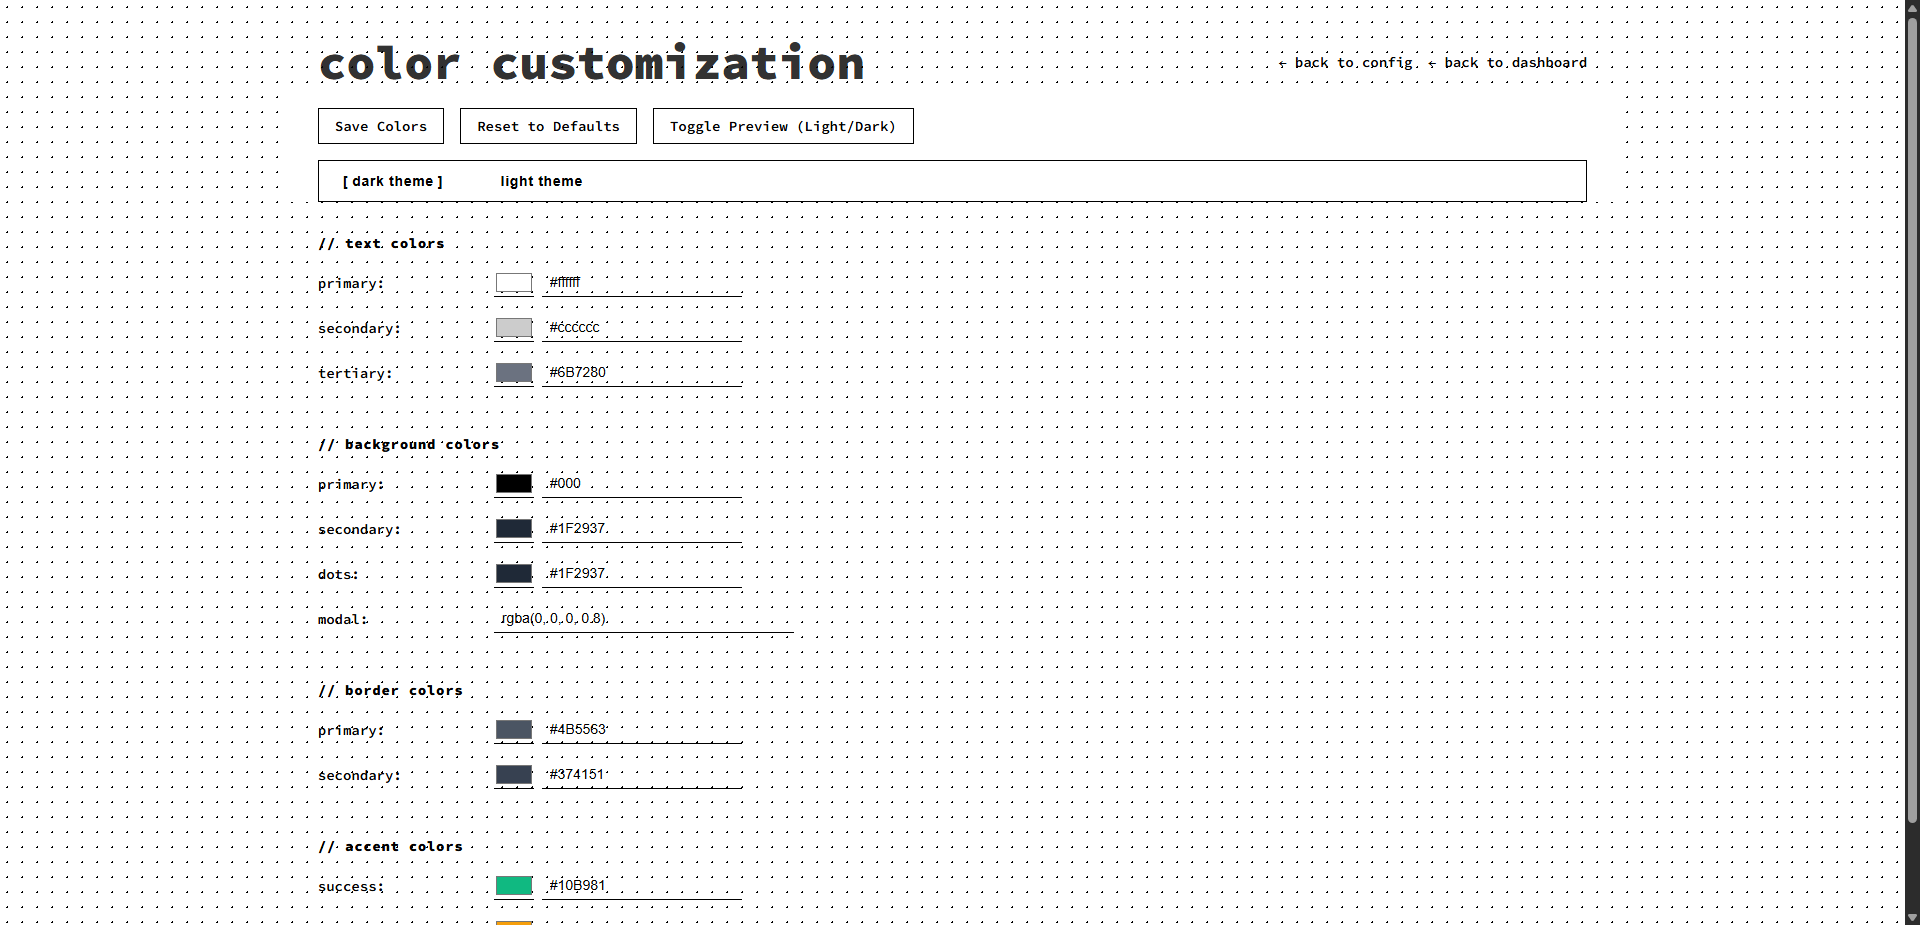 color customization
← back to config ← back to dashboard
Save Colors Reset to Defaults Toggle Preview (Light/Dark)
[ dark theme ] light theme
// text colors
primary: #ffffff
secondary: #cccccc
tertiary: #6B7280
// background colors
primary: #000
secondary: #1F2937
dots: #1F2937
modal: rgba(0, 0, 0, 0.8)
// border colors
primary: #4B5563
secondary: #374151
// accent colors
success: #10B981